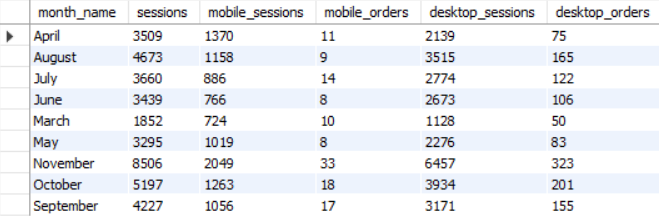 month_name sessions mobile_sessions mobile_orders desktop_sessions desktop_orders
April 3509 1370 11 2139 75
August 4673 1158 9 3515 165
July 3660 886 14 2774 122
June 3439 766 8 2673 106
March 1852 724 10 1128 50
May 3295 1019 8 2276 83
November 8506 2049 33 6457 323
October 5197 1263 18 3934 201
September 4227 1056 17 3171 155